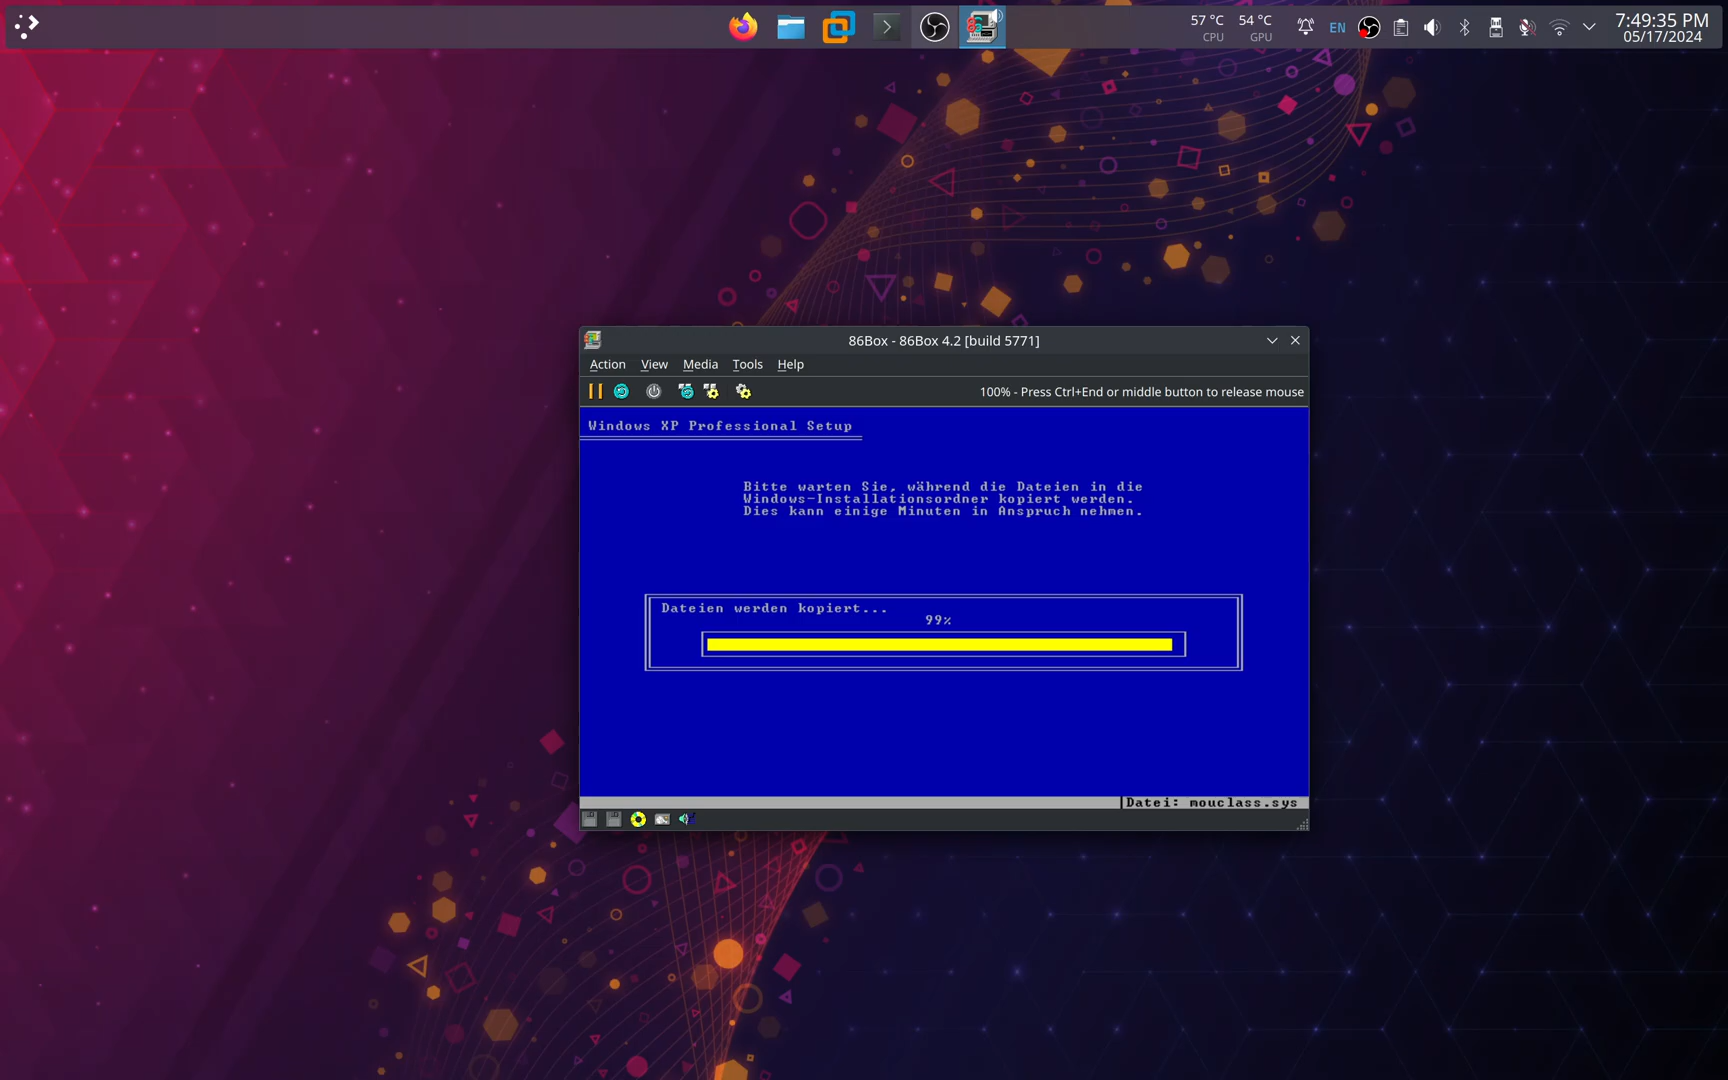 57 °C
CPU
54 °C
GPU
EN
7:49:35 PM
05/17/2024
86Box - 86Box 4.2 [build 5771]
Action View Media Tools Help
100% - Press Ctrl+End or middle button to release mouse
Windows XP Professional Setup
Bitte warten Sie, während die Dateien in die
Windows-Installationsordner kopiert werden.
Dies kann einige Minuten in Anspruch nehmen.
Dateien werden kopiert...
99%
Datei: mouclass.sys